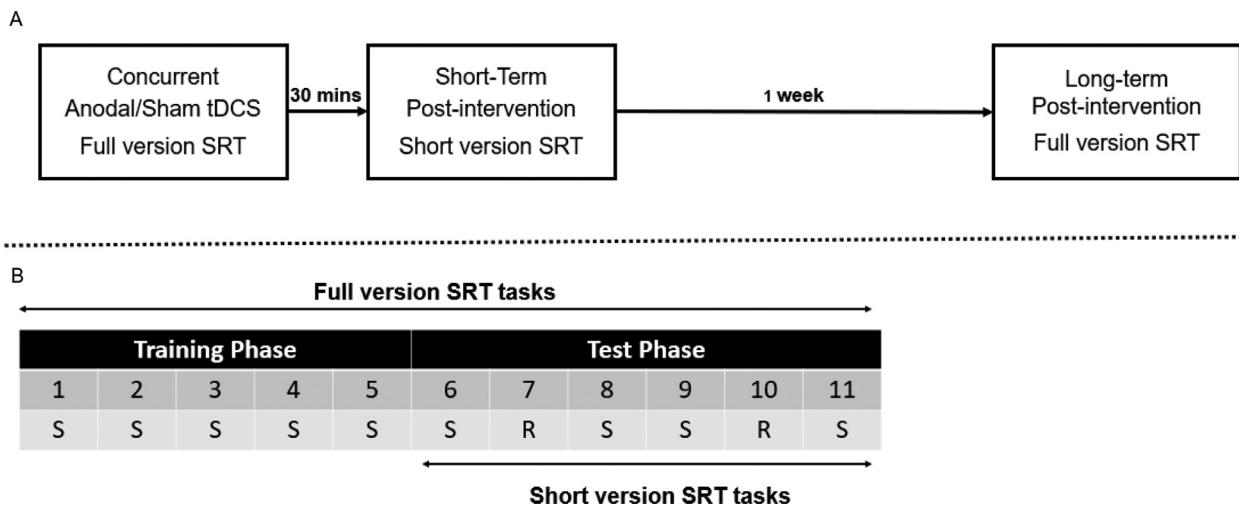 A
Concurrent
Anodal/Sham tDCS
Full version SRT
30 mins
Short-Term
Post-intervention
Short version SRT
1 week
Long-term
Post-intervention
Full version SRT
B
Full version SRT tasks
Training Phase Test Phase
1 2 3 4 5 6 7 8 9 10 11
S S S S S S R S S R S
Short version SRT tasks